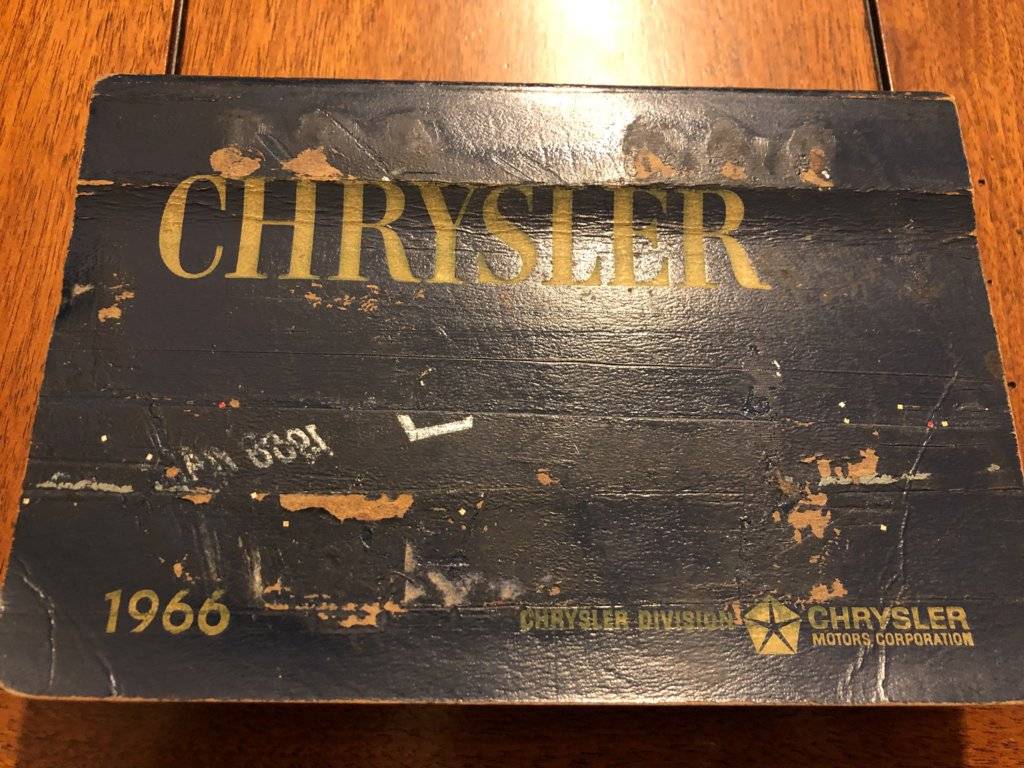 CHRYSLER
1966
CHRYSLER DIVISION
CHRYSLER
MOTORS CORPORATION